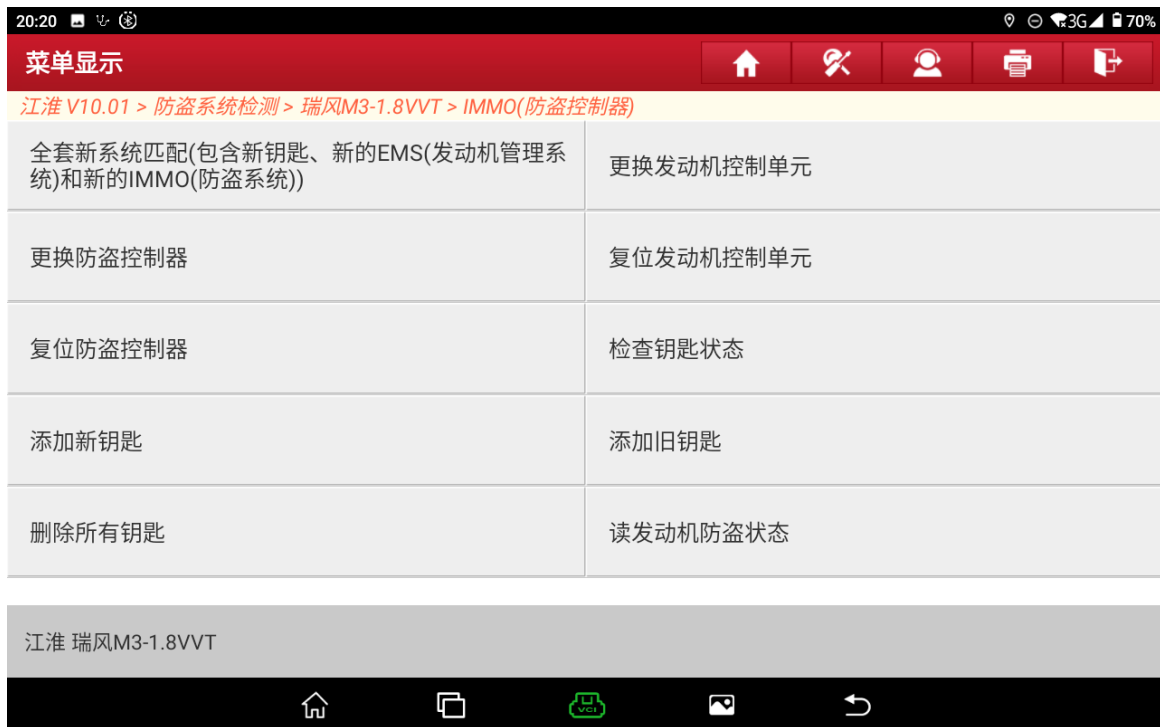 20:20
3G 70%
菜单显示
江淮 V10.01 > 防盗系统检测 > 瑞风M3-1.8VVT > IMMO(防盗控制器)
全套新系统匹配(包含新钥匙、新的EMS(发动机管理系
统)和新的IMMO(防盗系统))
更换发动机控制单元
更换防盗控制器
复位发动机控制单元
复位防盗控制器
检查钥匙状态
添加新钥匙
添加旧钥匙
删除所有钥匙
读发动机防盗状态
江淮 瑞风M3-1.8VVT
VCI